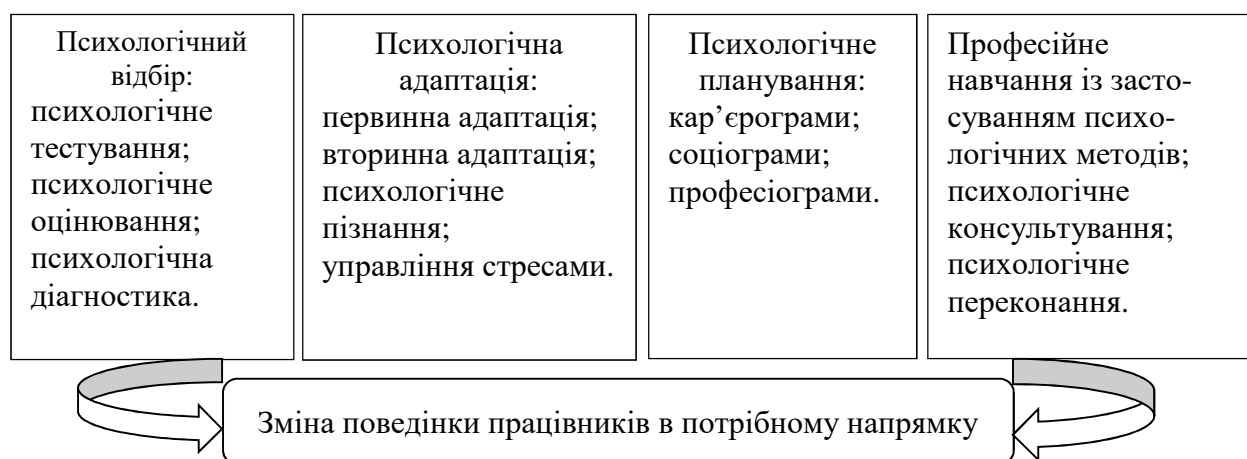 Психологічний
відбір:
психологічне
тестування;
психологічне
оцінювання;
психологічна
діагностика.
Психологічна
адаптація:
первинна адаптація;
вторинна адаптація;
психологічне
пізнання;
управління стресами.
Психологічне
планування:
кар’єрограми;
соціограми;
професіограми.
Професійне
навчання із засто-
суванням психо-
логічних методів;
психологічне
консультування;
психологічне
переконання.
Зміна поведінки працівників в потрібному напрямку